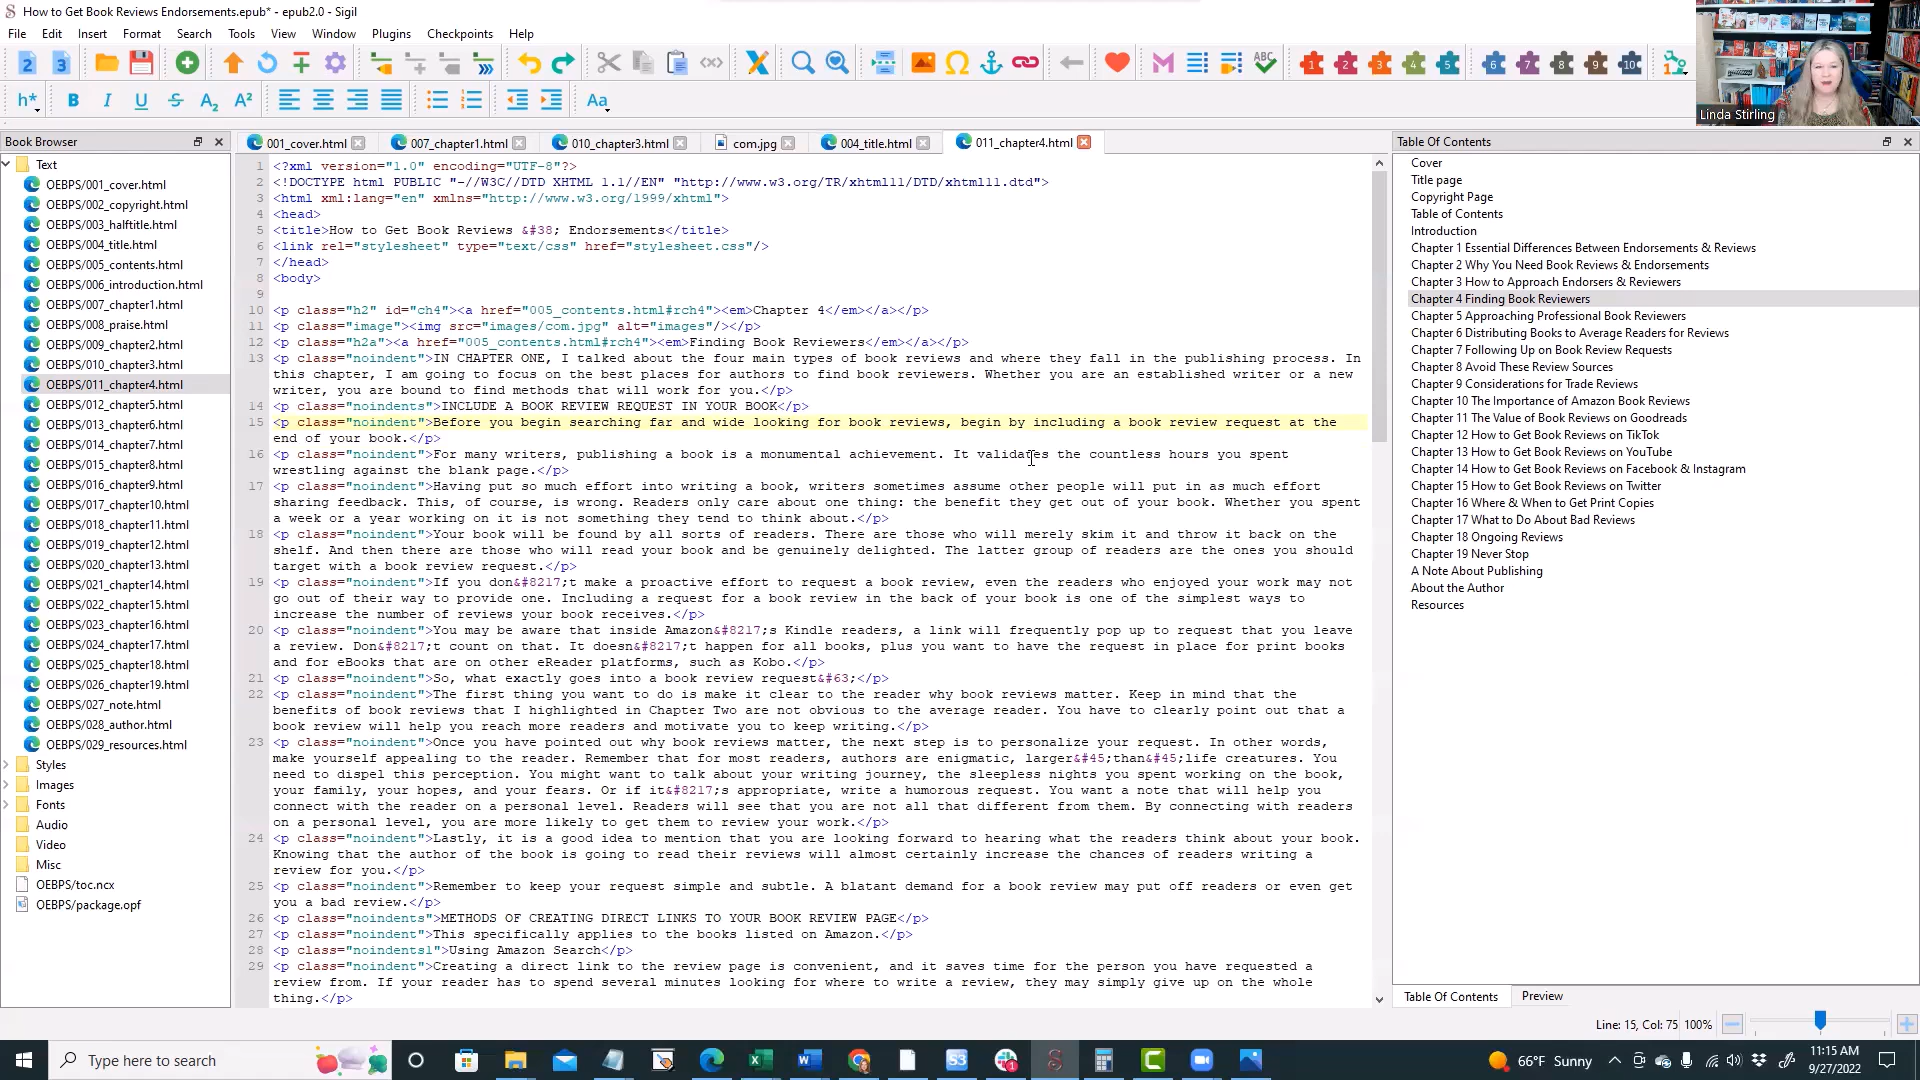 How to Get Book Reviews Endorsements.epub* - epub2.0 - Sigil
File Edit Insert Format Search Tools View Window Plugins Checkpoints Help
2 3 ABC 1 2 3 4 5 6 7 8 9 10
h* B I U S A2 A2 Aa
Linda Stirling
Book Browser
001_cover.html 007_chapter1.html 010_chapter3.html com.jpg 004_title.html 011_chapter4.html
Text
OEBPS/001_cover.html
OEBPS/002_copyright.html
OEBPS/003_halftitle.html
OEBPS/004_title.html
OEBPS/005_contents.html
OEBPS/006_introduction.html
OEBPS/007_chapter1.html
OEBPS/008_praise.html
OEBPS/009_chapter2.html
OEBPS/010_chapter3.html
OEBPS/011_chapter4.html
OEBPS/012_chapter5.html
OEBPS/013_chapter6.html
OEBPS/014_chapter7.html
OEBPS/015_chapter8.html
OEBPS/016_chapter9.html
OEBPS/017_chapter10.html
OEBPS/018_chapter11.html
OEBPS/019_chapter12.html
OEBPS/020_chapter13.html
OEBPS/021_chapter14.html
OEBPS/022_chapter15.html
OEBPS/023_chapter16.html
OEBPS/024_chapter17.html
OEBPS/025_chapter18.html
OEBPS/026_chapter19.html
OEBPS/027_note.html
OEBPS/028_author.html
OEBPS/029_resources.html
Styles
Images
Fonts
Audio
Video
Misc
OEBPS/toc.ncx
OEBPS/package.opf
1 <?xml version="1.0" encoding="UTF-8"?>
2 <!DOCTYPE html PUBLIC "-//W3C//DTD XHTML 1.1//EN" "http://www.w3.org/TR/xhtml11/DTD/xhtml11.dtd">
3 <html xml:lang="en" xmlns="http://www.w3.org/1999/xhtml">
4 <head>
5 <title>How to Get Book Reviews &#38; Endorsements</title>
6 <link rel="stylesheet" type="text/css" href="stylesheet.css"/>
7 </head>
8 <body>
9
10 <p class="h2" id="ch4"><a href="005_contents.html#rch4"><em>Chapter 4</em></a></p>
11 <p class="image"><img src="images/com.jpg" alt="images"/></p>
12 <p class="h2a"><a href="005_contents.html#rch4"><em>Finding Book Reviewers</em></a></p>
13 <p class="noindent">IN CHAPTER ONE, I talked about the four main types of book reviews and where they fall in the publishing process. In
this chapter, I am going to focus on the best places for authors to find book reviewers. Whether you are an established writer or a new
writer, you are bound to find methods that will work for you.</p>
14 <p class="noindents">INCLUDE A BOOK REVIEW REQUEST IN YOUR BOOK</p>
15 <p class="noindent">Before you begin searching far and wide looking for book reviews, begin by including a book review request at the
end of your book.</p>
16 <p class="noindent">For many writers, publishing a book is a monumental achievement. It validates the countless hours you spent
wrestling against the blank page.</p>
17 <p class="noindent">Having put so much effort into writing a book, writers sometimes assume other people will put in as much effort
sharing feedback. This, of course, is wrong. Readers only care about one thing: the benefit they get out of your book. Whether you spent
a week or a year working on it is not something they tend to think about.</p>
18 <p class="noindent">Your book will be found by all sorts of readers. There are those who will merely skim it and throw it back on the
shelf. And then there are those who will read your book and be genuinely delighted. The latter group of readers are the ones you should
target with a book review request.</p>
19 <p class="noindent">If you don&#8217;t make a proactive effort to request a book review, even the readers who enjoyed your work may not
go out of their way to provide one. Including a request for a book review in the back of your book is one of the simplest ways to
increase the number of reviews your book receives.</p>
20 <p class="noindent">You may be aware that inside Amazon&#8217;s Kindle readers, a link will frequently pop up to request that you leave
a review. Don&#8217;t count on that. It doesn&#8217;t happen for all books, plus you want to have the request in place for print books
and for eBooks that are on other eReader platforms, such as Kobo.</p>
21 <p class="noindent">So, what exactly goes into a book review request&#63;</p>
22 <p class="noindent">The first thing you want to do is make it clear to the reader why book reviews matter. Keep in mind that the
benefits of book reviews that I highlighted in Chapter Two are not obvious to the average reader. You have to clearly point out that a
book review will help you reach more readers and motivate you to keep writing.</p>
23 <p class="noindent">Once you have pointed out why book reviews matter, the next step is to personalize your request. In other words,
make yourself appealing to the reader. Remember that for most readers, authors are enigmatic, larger&#45;than&#45;life creatures. You
need to dispel this perception. You might want to talk about your writing journey, the sleepless nights you spent working on the book,
your family, your hopes, and your fears. Or if it&#8217;s appropriate, write a humorous request. You want a note that will help you
connect with the reader on a personal level. Readers will see that you are not all that different from them. By connecting with readers
on a personal level, you are more likely to get them to review your work.</p>
24 <p class="noindent">Lastly, it is a good idea to mention that you are looking forward to hearing what the readers think about your book.
Knowing that the author of the book is going to read their reviews will almost certainly increase the chances of readers writing a
review for you.</p>
25 <p class="noindent">Remember to keep your request simple and subtle. A blatant demand for a book review may put off readers or even get
you a bad review.</p>
26 <p class="noindents">METHODS OF CREATING DIRECT LINKS TO YOUR BOOK REVIEW PAGE</p>
27 <p class="noindent">This specifically applies to the books listed on Amazon.</p>
28 <p class="noindents1">Using Amazon Search</p>
29 <p class="noindent">Creating a direct link to the review page is convenient, and it saves time for the person you have requested a
review from. If your reader has to spend several minutes looking for where to write a review, they may simply give up on the whole
thing.</p>
Table Of Contents
Cover
Title page
Copyright Page
Table of Contents
Introduction
Chapter 1 Essential Differences Between Endorsements & Reviews
Chapter 2 Why You Need Book Reviews & Endorsements
Chapter 3 How to Approach Endorsers & Reviewers
Chapter 4 Finding Book Reviewers
Chapter 5 Approaching Professional Book Reviewers
Chapter 6 Distributing Books to Average Readers for Reviews
Chapter 7 Following Up on Book Review Requests
Chapter 8 Avoid These Review Sources
Chapter 9 Considerations for Trade Reviews
Chapter 10 The Importance of Amazon Book Reviews
Chapter 11 The Value of Book Reviews on Goodreads
Chapter 12 How to Get Book Reviews on TikTok
Chapter 13 How to Get Book Reviews on YouTube
Chapter 14 How to Get Book Reviews on Facebook & Instagram
Chapter 15 How to Get Book Reviews on Twitter
Chapter 16 Where & When to Get Print Copies
Chapter 17 What to Do About Bad Reviews
Chapter 18 Ongoing Reviews
Chapter 19 Never Stop
A Note About Publishing
About the Author
Resources
Table Of Contents Preview
Line: 15, Col: 75 100%
Type here to search
66°F Sunny
11:15 AM
9/27/2022